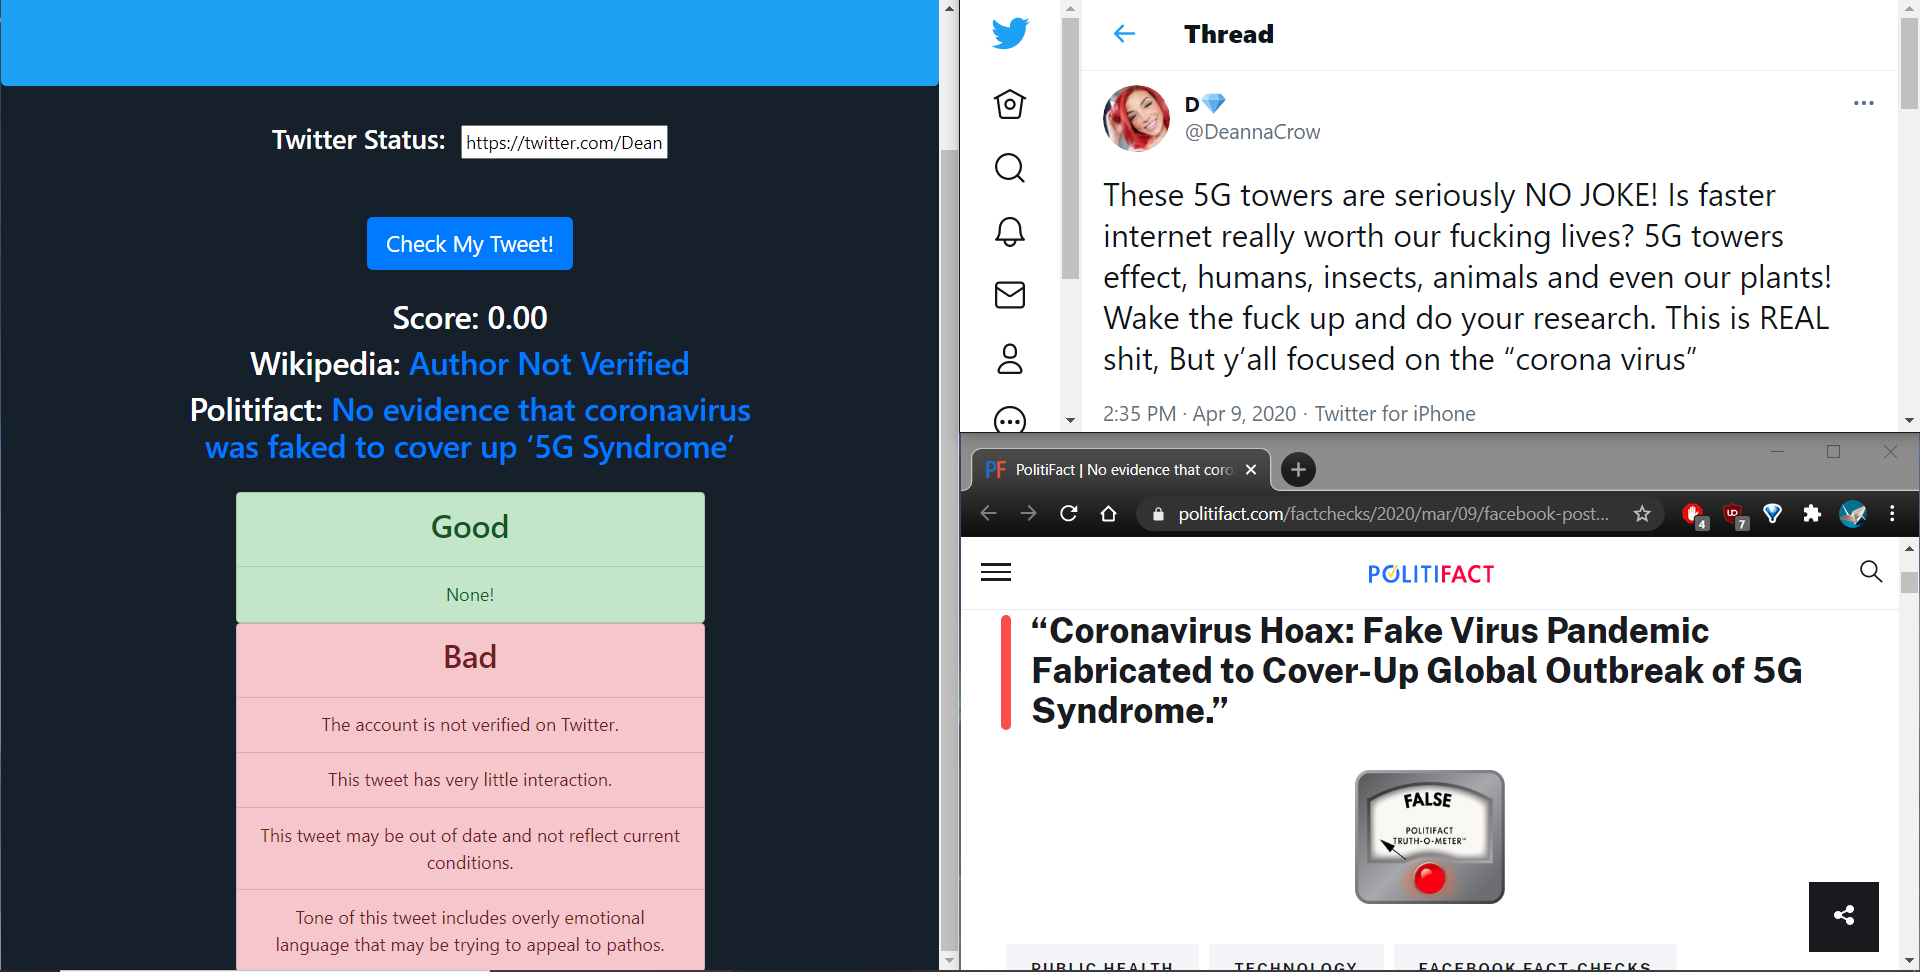 Twitter Status: https://twitter.com/Dean
Check My Tweet!
Score: 0.00
Wikipedia: Author Not Verified
Politifact: No evidence that coronavirus
was faked to cover up ‘5G Syndrome’
Good
None!
Bad
The account is not verified on Twitter.
This tweet has very little interaction.
This tweet may be out of date and not reflect current
conditions.
Tone of this tweet includes overly emotional
language that may be trying to appeal to pathos.
Thread
D💎
@DeannaCrow
These 5G towers are seriously NO JOKE! Is faster
internet really worth our fucking lives? 5G towers
effect, humans, insects, animals and even our plants!
Wake the fuck up and do your research. This is REAL
shit, But y’all focused on the “corona virus”
2:35 PM · Apr 9, 2020 · Twitter for iPhone
PF PolitiFact | No evidence that coro
politifact.com/factchecks/2020/mar/09/facebook-post...
4
UD 7
POLITIFACT
“Coronavirus Hoax: Fake Virus Pandemic
Fabricated to Cover-Up Global Outbreak of 5G
Syndrome.”
FALSE
POLITIFACT
TRUTH-O-METER™
PUBLIC HEALTH TECHNOLOGY FACEBOOK FACT-CHECKS